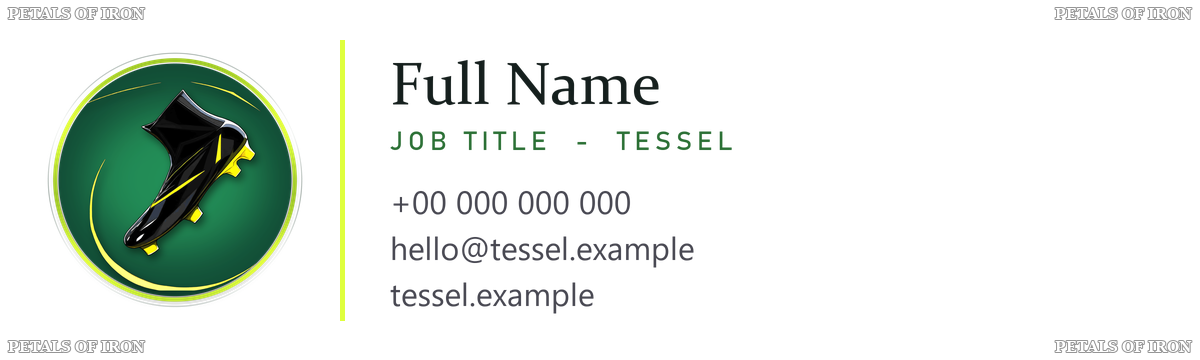 PETALS OF IRON PETALS OF IRON
Full Name
JOB TITLE - TESSEL
+00 000 000 000
hello@tessel.example
tessel.example
PETALS OF IRON PETALS OF IRON